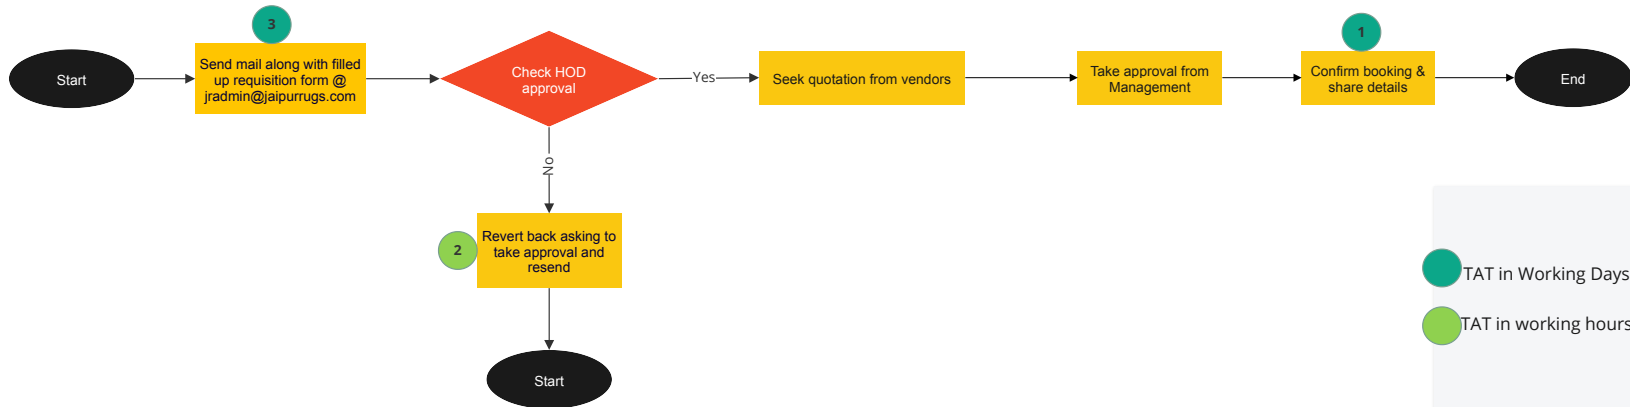 3
1
Start
Send mail along with filled
up requisition form @
jradmin@jaipurrugs.com
Check HOD
approval
Yes
Seek quotation from vendors
Take approval from
Management
Confirm booking &
share details
End
No
2
Revert back asking to
take approval and
resend
Start
TAT in Working Days
TAT in working hours